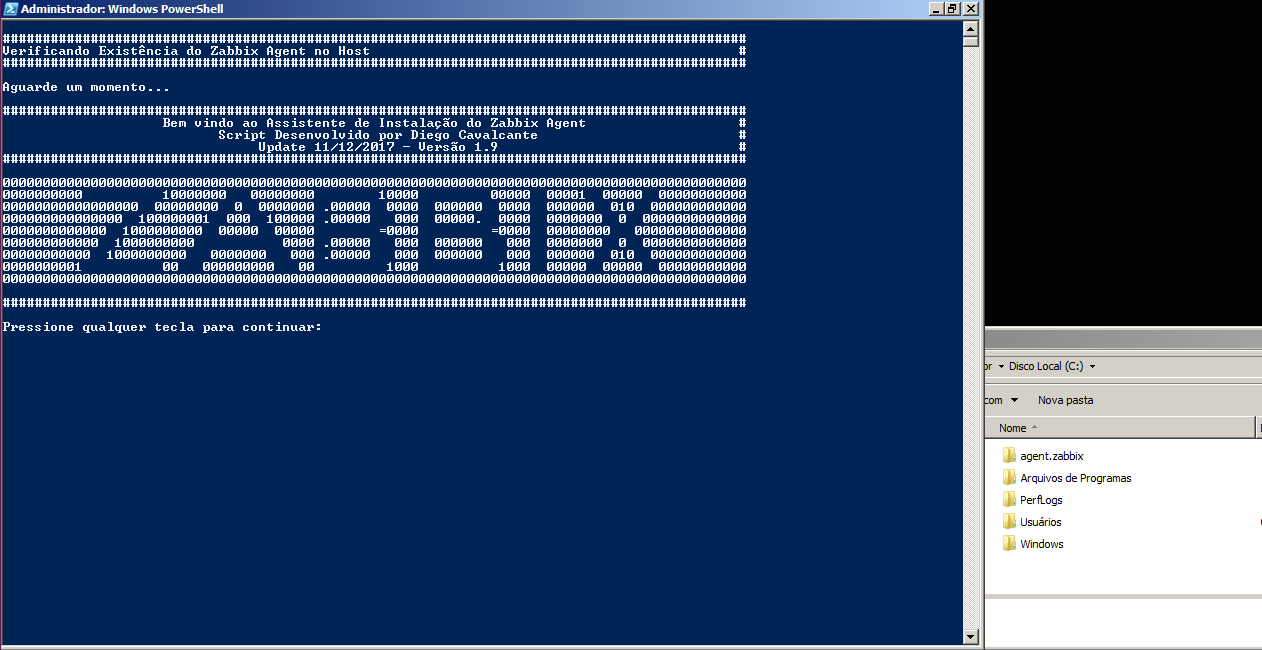 Administrador: Windows PowerShell
#############################################################################################
Verificando Existência do Zabbix Agent no Host #
#############################################################################################
Aguarde um momento...
#############################################################################################
Bem vindo ao Assistente de Instalação do Zabbix Agent #
Script Desenvolvido por Diego Cavalcante #
Update 11/12/2017 - Versão 1.9 #
#############################################################################################
000000000000000000000000000000000000000000000000000000000000000000000000000000000000000000000
0000000000 10000000 00000000 10000 00000 00001 00000 00000000000
00000000000000000 00000000 0 0000000 .00000 0000 000000 0000 000000 010 000000000000
000000000000000 100000001 000 100000 .00000 000 00000. 0000 0000000 0 0000000000000
0000000000000 1000000000 00000 00000 =0000 =0000 00000000 00000000000000
000000000000 1000000000 0000 .00000 000 000000 000 0000000 0 0000000000000
00000000000 1000000000 0000000 000 .00000 000 000000 000 000000 010 000000000000
0000000001 00 000000000 00 1000 1000 00000 00000 00000000000
000000000000000000000000000000000000000000000000000000000000000000000000000000000000000000000
#############################################################################################
Pressione qualquer tecla para continuar:
or Disco Local (C:)
com Nova pasta
Nome
agent.zabbix
Arquivos de Programas
PerfLogs
Usuários
Windows